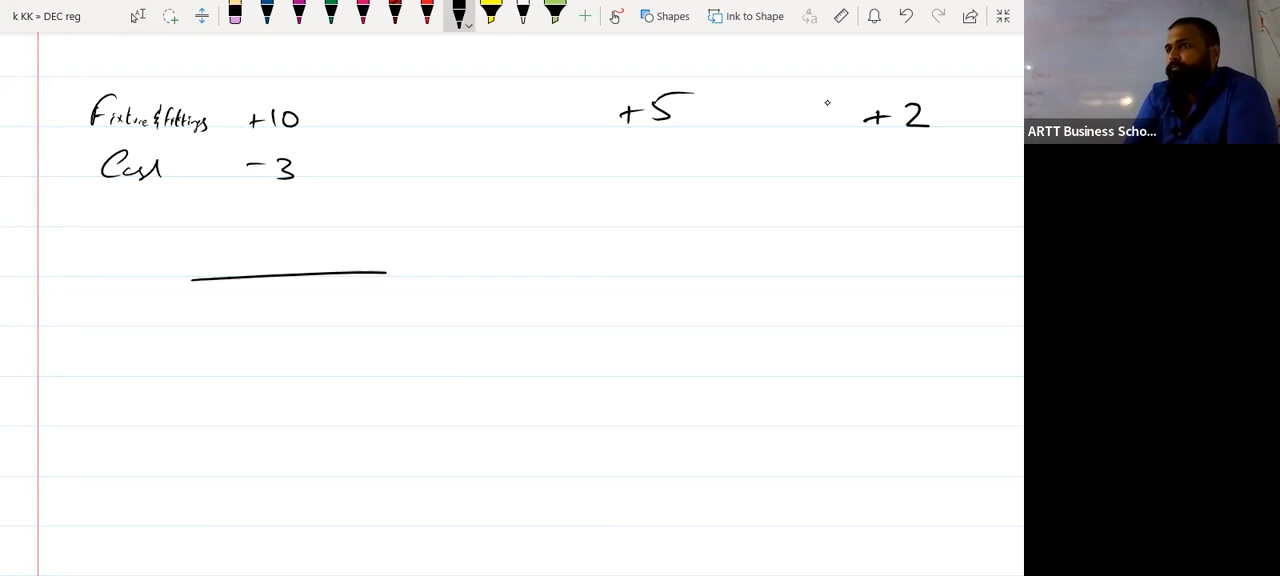 k KK » DEC reg
Shapes
Ink to Shape
ARTT Business Scho...
Fixture & fittings +10 +5 +2
Cash - 3